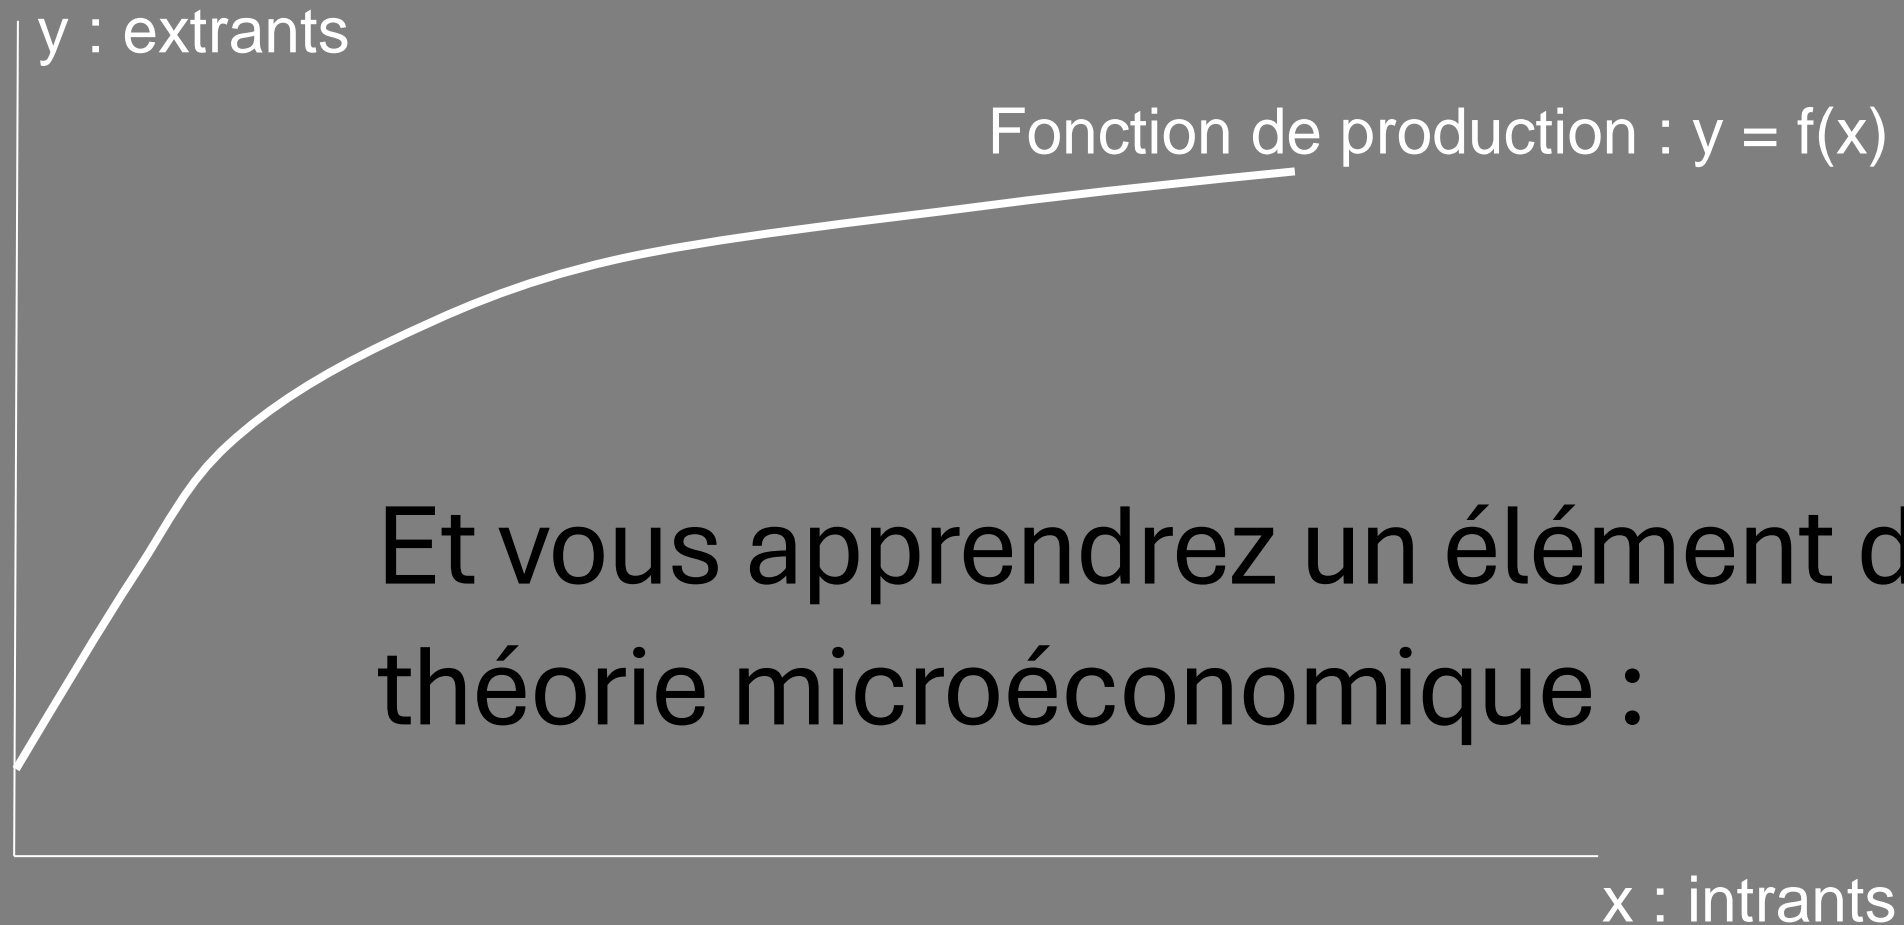 y : extrants
Fonction de production : y = f(x)
Et vous apprendrez un élément
théorie microéconomique :
x : intrants